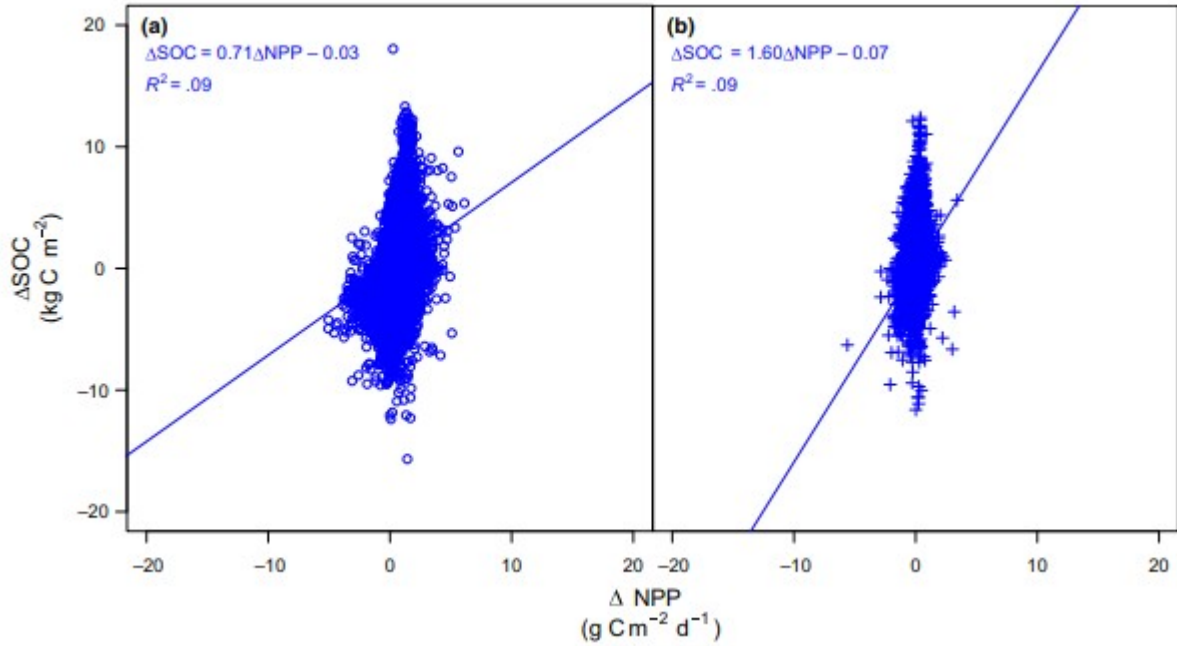 (a)
ΔSOC = 0.71ΔNPP – 0.03
R² = .09
(b)
ΔSOC = 1.60ΔNPP – 0.07
R² = .09
20
10
0
–10
–20
ΔSOC
(kg C m⁻²)
–20 –10 0 10 20
–20 –10 0 10 20
Δ NPP
(g C m⁻² d⁻¹)